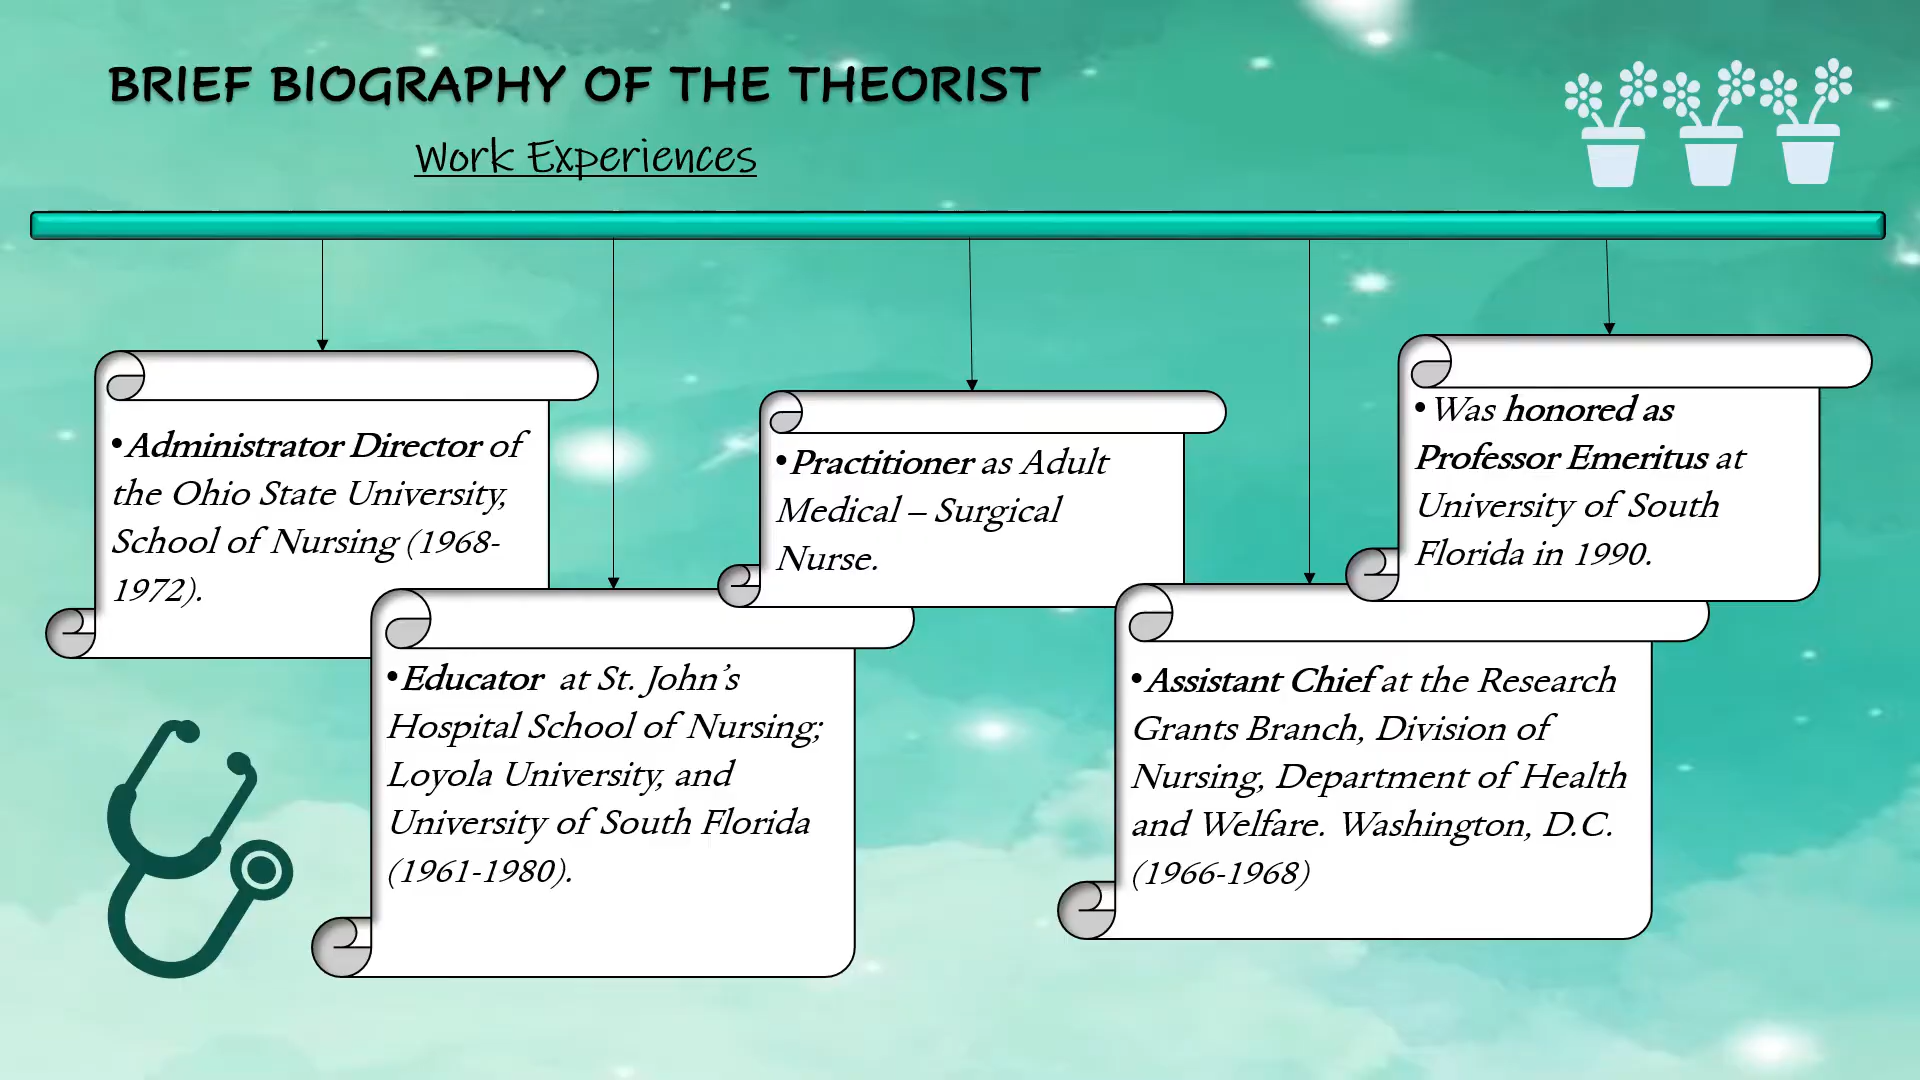 BRIEF BIOGRAPHY OF THE THEORIST
Work Experiences
•Administrator Director of
the Ohio State University,
School of Nursing (1968-
1972).
•Educator at St. John’s
Hospital School of Nursing;
Loyola University, and
University of South Florida
(1961-1980).
•Practitioner as Adult
Medical – Surgical
Nurse.
•Assistant Chief at the Research
Grants Branch, Division of
Nursing, Department of Health
and Welfare. Washington, D.C.
(1966-1968)
•Was honored as
Professor Emeritus at
University of South
Florida in 1990.